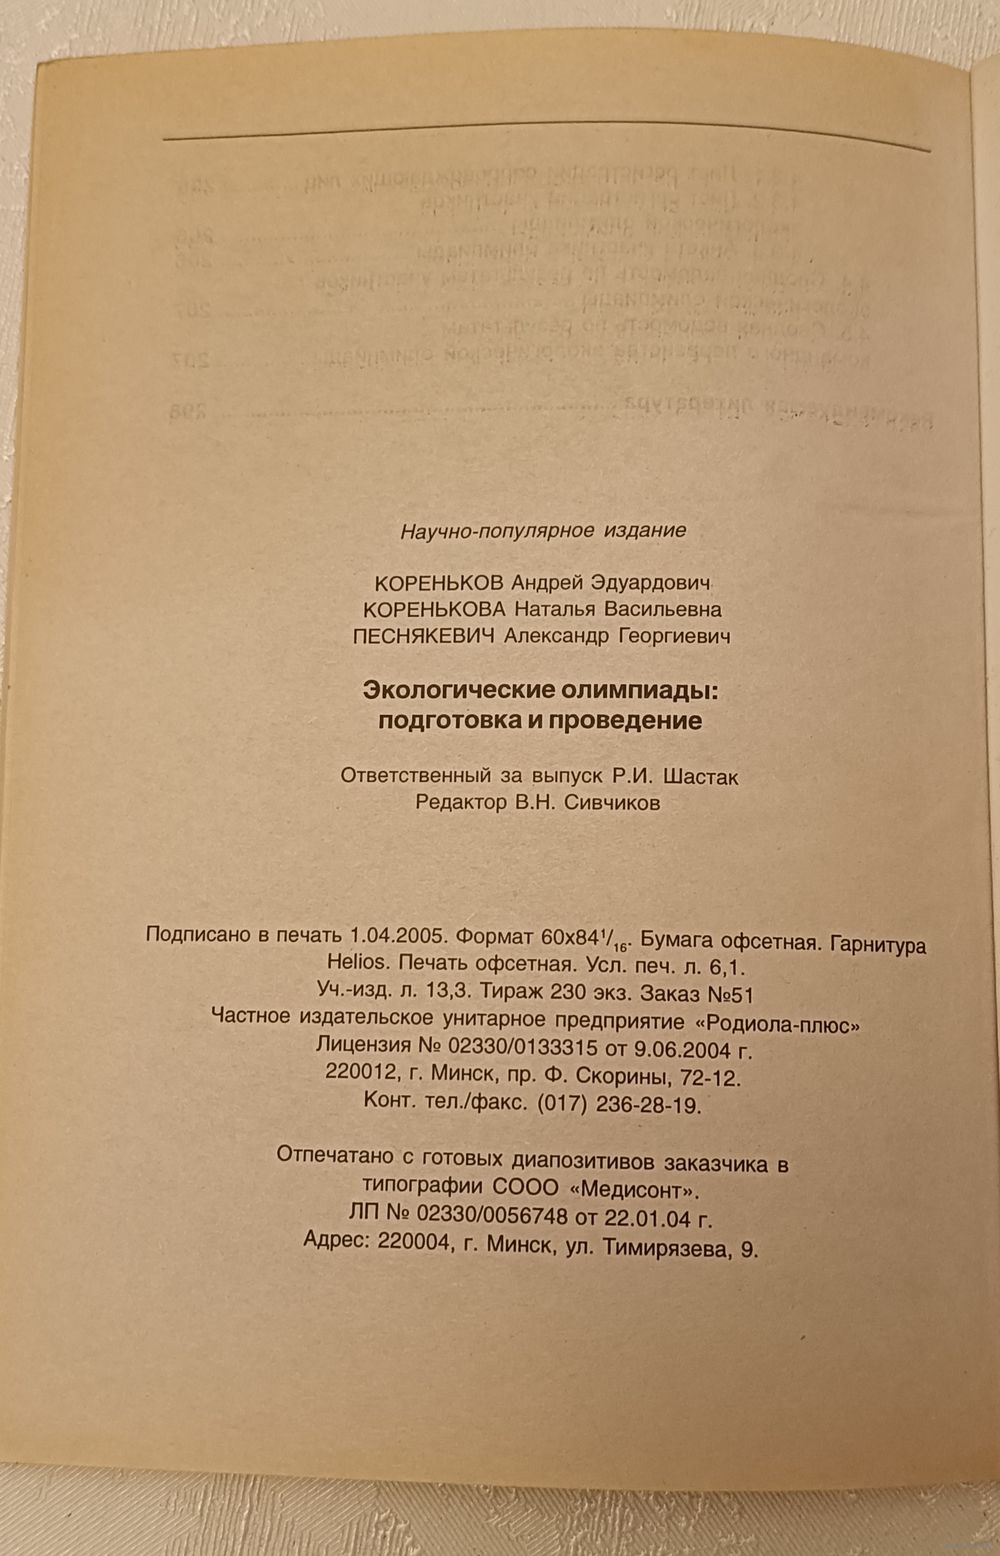 Научно-популярное издание
КОРЕНЬКОВ Андрей Эдуардович
КОРЕНЬКОВА Наталья Васильевна
ПЕСНЯКЕВИЧ Александр Георгиевич
Экологические олимпиады:
подготовка и проведение
Ответственный за выпуск Р.И. Шастак
Редактор В.Н. Сивчиков
Подписано в печать 1.04.2005. Формат 60х84¹/₁₆. Бумага офсетная. Гарнитура
Helios. Печать офсетная. Усл. печ. л. 6,1.
Уч.-изд. л. 13,3. Тираж 230 экз. Заказ №51
Частное издательское унитарное предприятие «Родиола-плюс»
Лицензия № 02330/0133315 от 9.06.2004 г.
220012, г. Минск, пр. Ф. Скорины, 72-12.
Конт. тел./факс. (017) 236-28-19.
Отпечатано с готовых диапозитивов заказчика в
типографии СООО «Медисонт».
ЛП № 02330/0056748 от 22.01.04 г.
Адрес: 220004, г. Минск, ул. Тимирязева, 9.